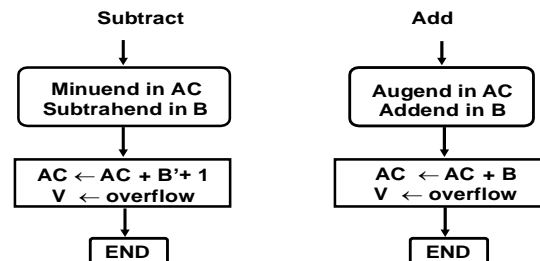 Subtract
Minuend in AC
Subtrahend in B
AC ← AC + B'+ 1
V ← overflow
END
Add
Augend in AC
Addend in B
AC ← AC + B
V ← overflow
END